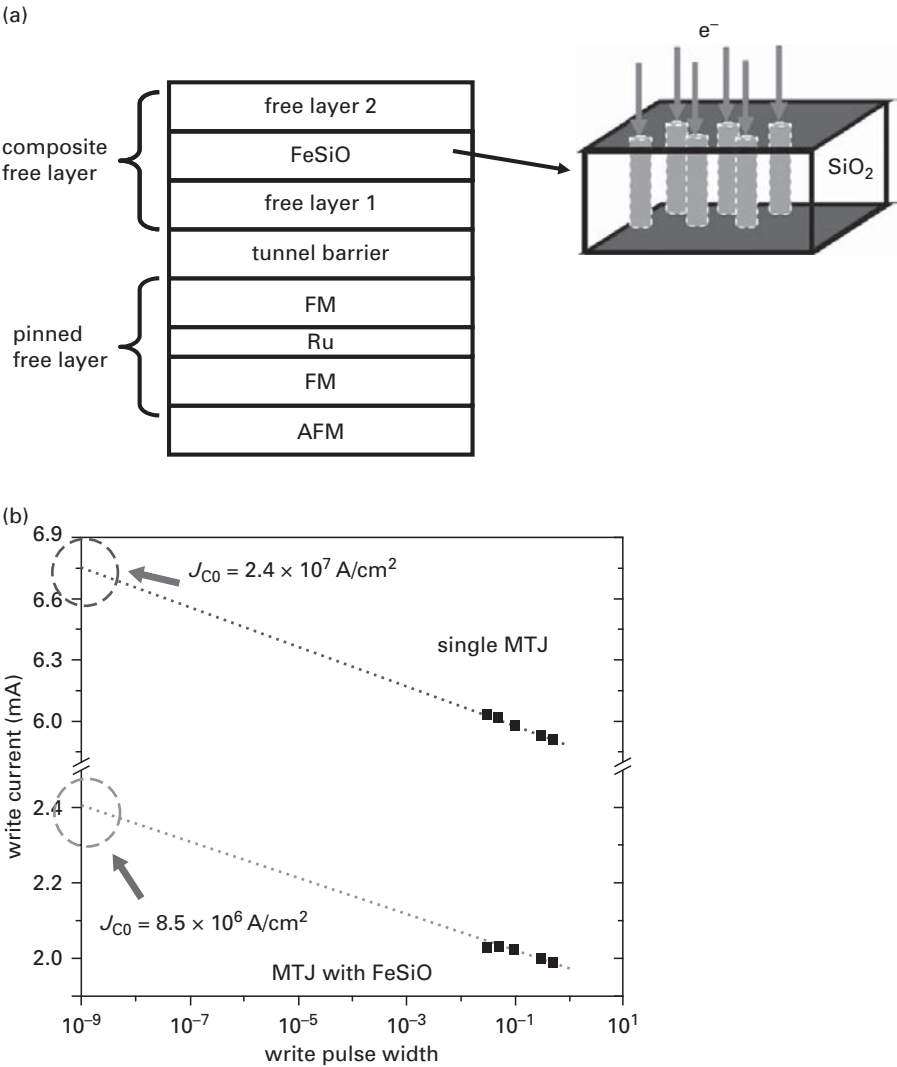 (a)
e⁻
free layer 2
composite
free layer
FeSiO
SiO₂
free layer 1
tunnel barrier
FM
pinned
free layer
Ru
FM
AFM
(b)
6.9
J_C0 = 2.4 × 10⁷ A/cm²
6.6
single MTJ
6.3
6.0
write current (mA)
2.4
2.2
J_C0 = 8.5 × 10⁶ A/cm²
2.0
MTJ with FeSiO
10⁻⁹ 10⁻⁷ 10⁻⁵ 10⁻³ 10⁻¹ 10¹
write pulse width